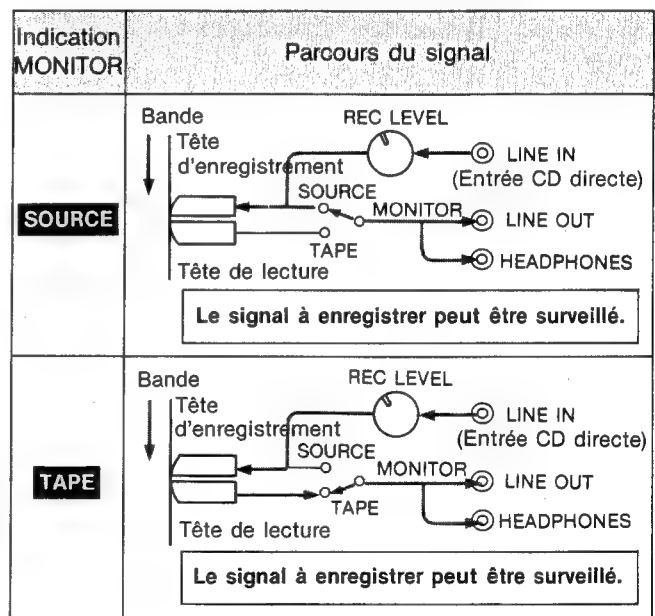 Indication
MONITOR
Parcours du signal
SOURCE
Bande
REC LEVEL
Tête
d'enregistrement
LINE IN
(Entrée CD directe)
SOURCE
MONITOR
LINE OUT
TAPE
HEADPHONES
Tête de lecture
Le signal à enregistrer peut être surveillé.
TAPE
Bande
REC LEVEL
Tête
d'enregistrement
LINE IN
(Entrée CD directe)
SOURCE
MONITOR
LINE OUT
TAPE
HEADPHONES
Tête de lecture
Le signal à enregistrer peut être surveillé.